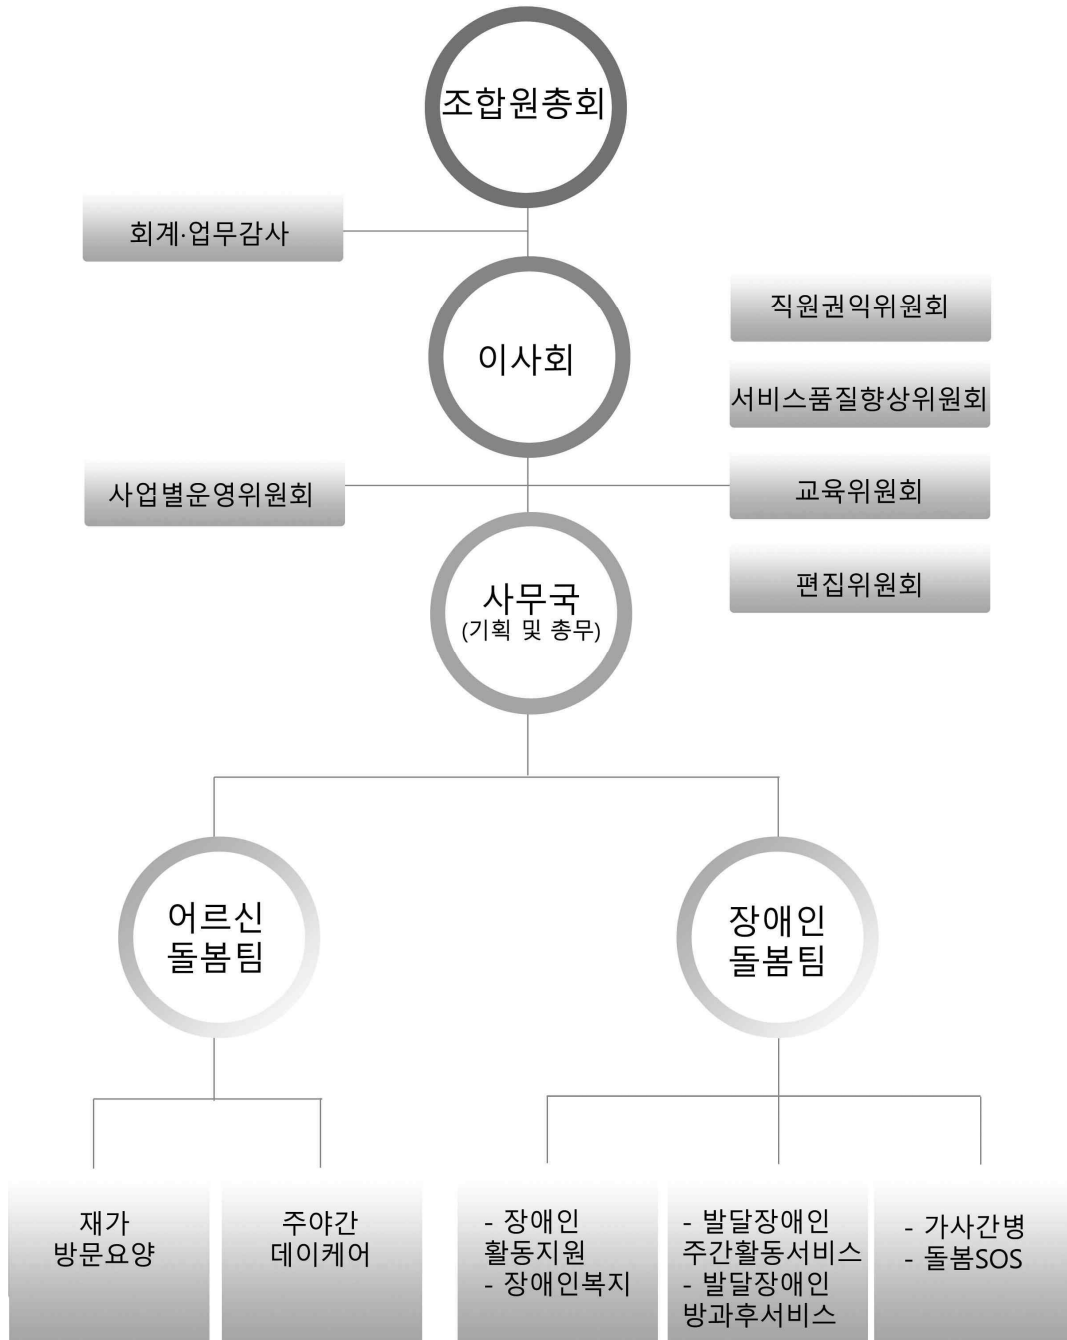 조합원총회
회계·업무감사
이사회
직원권익위원회
서비스품질향상위원회
사업별운영위원회
교육위원회
편집위원회
사무국
(기획 및 총무)
어르신
돌봄팀
장애인
돌봄팀
재가
방문요양
주야간
데이케어
- 장애인
활동지원
- 장애인복지
- 발달장애인
주간활동서비스
- 발달장애인
방과후서비스
- 가사간병
- 돌봄SOS